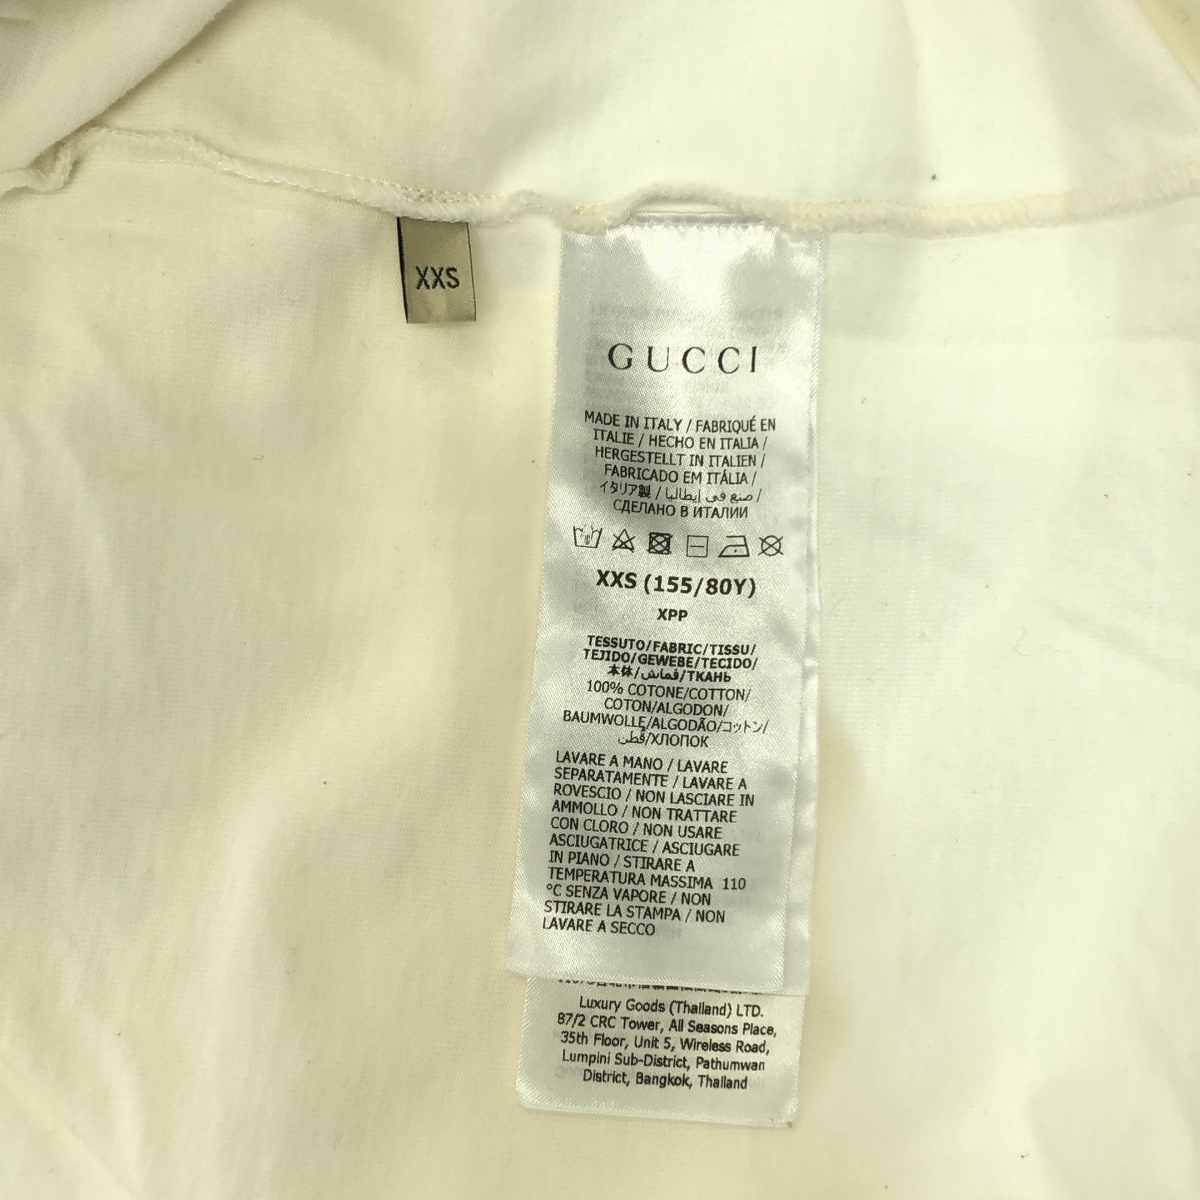 XXS
GUCCI
MADE IN ITALY / FABRIQUÉ EN
ITALIE / HECHO EN ITALIA /
HERGESTELLT IN ITALIEN /
FABRICADO EM ITÁLIA /
イタリア製 / صنع في إيطاليا /
СДЕЛАНО В ИТАЛИИ
XXS (155/80Y)
XPP
TESSUTO/FABRIC/TISSU/
TEJIDO/GEWEBE/TECIDO/
本体/قماش/ТКАНЬ
100% COTONE/COTTON/
COTON/ALGODON/
BAUMWOLLE/ALGODÃO/コットン/
قطن/ХЛОПОК
LAVARE A MANO / LAVARE
SEPARATAMENTE / LAVARE A
ROVESCIO / NON LASCIARE IN
AMMOLLO / NON TRATTARE
CON CLORO / NON USARE
ASCIUGATRICE / ASCIUGARE
IN PIANO / STIRARE A
TEMPERATURA MASSIMA 110
°C SENZA VAPORE / NON
STIRARE LA STAMPA / NON
LAVARE A SECCO
Luxury Goods (Thailand) LTD.
87/2 CRC Tower, All Seasons Place,
35th Floor, Unit 5, Wireless Road,
Lumpini Sub-District, Pathumwan
District, Bangkok, Thailand